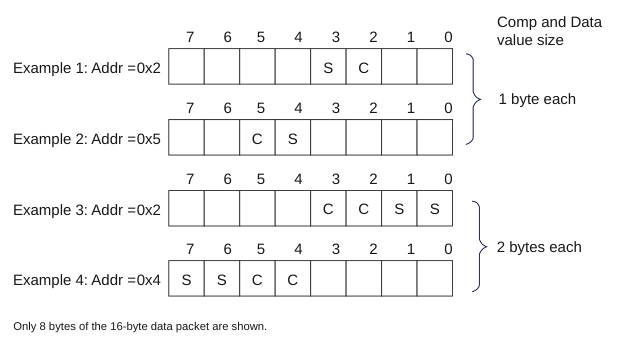 Comp and Data
value size
7 6 5 4 3 2 1 0
Example 1: Addr =0x2 S C
1 byte each
7 6 5 4 3 2 1 0
Example 2: Addr =0x5 C S
7 6 5 4 3 2 1 0
Example 3: Addr =0x2 C C S S
2 bytes each
7 6 5 4 3 2 1 0
Example 4: Addr =0x4 S S C C
Only 8 bytes of the 16-byte data packet are shown.